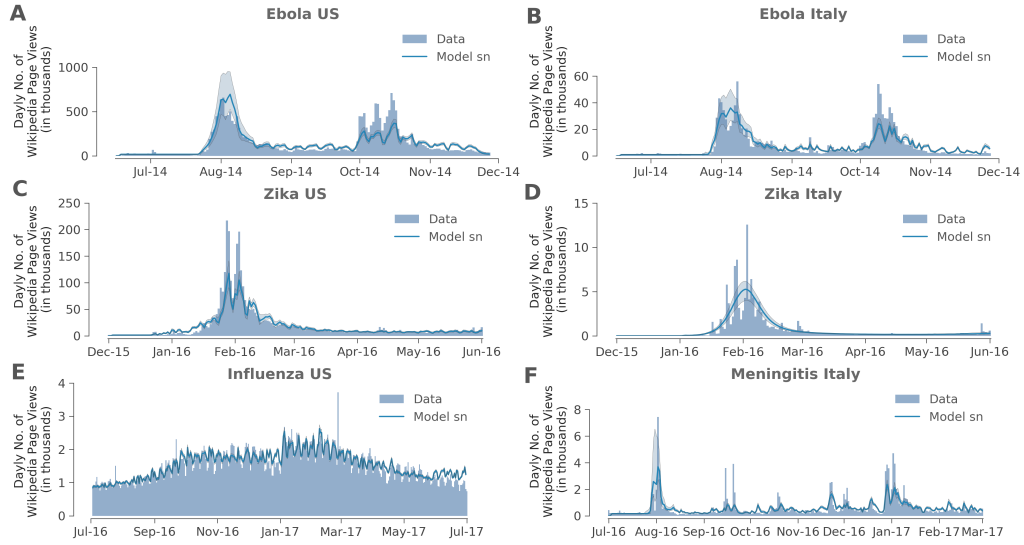 A
Ebola US
Dayly No. of
Wikipedia Page Views
(in thousands)
1000
500
0
Data
Model sn
Jul-14 Aug-14 Sep-14 Oct-14 Nov-14 Dec-14
B
Ebola Italy
Dayly No. of
Wikipedia Page Views
(in thousands)
60
40
20
0
Data
Model sn
Jul-14 Aug-14 Sep-14 Oct-14 Nov-14 Dec-14
C
Zika US
Dayly No. of
Wikipedia Page Views
(in thousands)
250
200
150
100
50
0
Data
Model sn
Dec-15 Jan-16 Feb-16 Mar-16 Apr-16 May-16 Jun-16
D
Zika Italy
Dayly No. of
Wikipedia Page Views
(in thousands)
15
10
5
0
Data
Model sn
Dec-15 Jan-16 Feb-16 Mar-16 Apr-16 May-16 Jun-16
E
Influenza US
Dayly No. of
Wikipedia Page Views
(in thousands)
4
3
2
1
0
Data
Model sn
Jul-16 Sep-16 Nov-16 Jan-17 Mar-17 May-17 Jul-17
F
Meningitis Italy
Dayly No. of
Wikipedia Page Views
(in thousands)
8
6
4
2
0
Data
Model sn
Jul-16 Aug-16 Sep-16 Oct-16 Nov-16 Dec-16 Jan-17 Feb-17 Mar-17